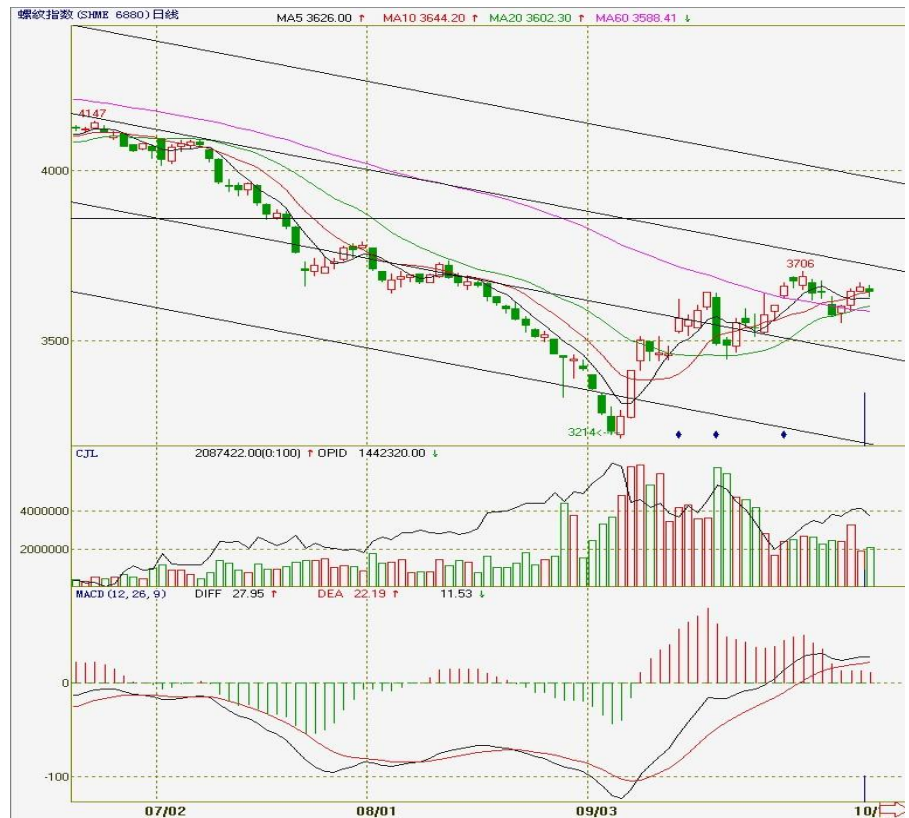 螺纹指数(SHME 6880)日线 MA5 3626.00 ↑ MA10 3644.20 ↑ MA20 3602.30 ↑ MA60 3588.41 ↓
4147
4000
3706
3500
3214<--
CJL 2087422.00(0:100) ↑ OPID 1442320.00 ↓
4000000
2000000
MACD(12,26,9) DIFF 27.95 ↑ DEA 22.19 ↑ 11.53 ↓
0
-100
07/02 08/01 09/03 10/